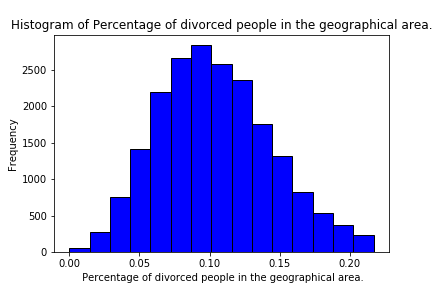 Histogram of Percentage of divorced people in the geographical area.
Frequency
2500
2000
1500
1000
500
0
0.00 0.05 0.10 0.15 0.20
Percentage of divorced people in the geographical area.